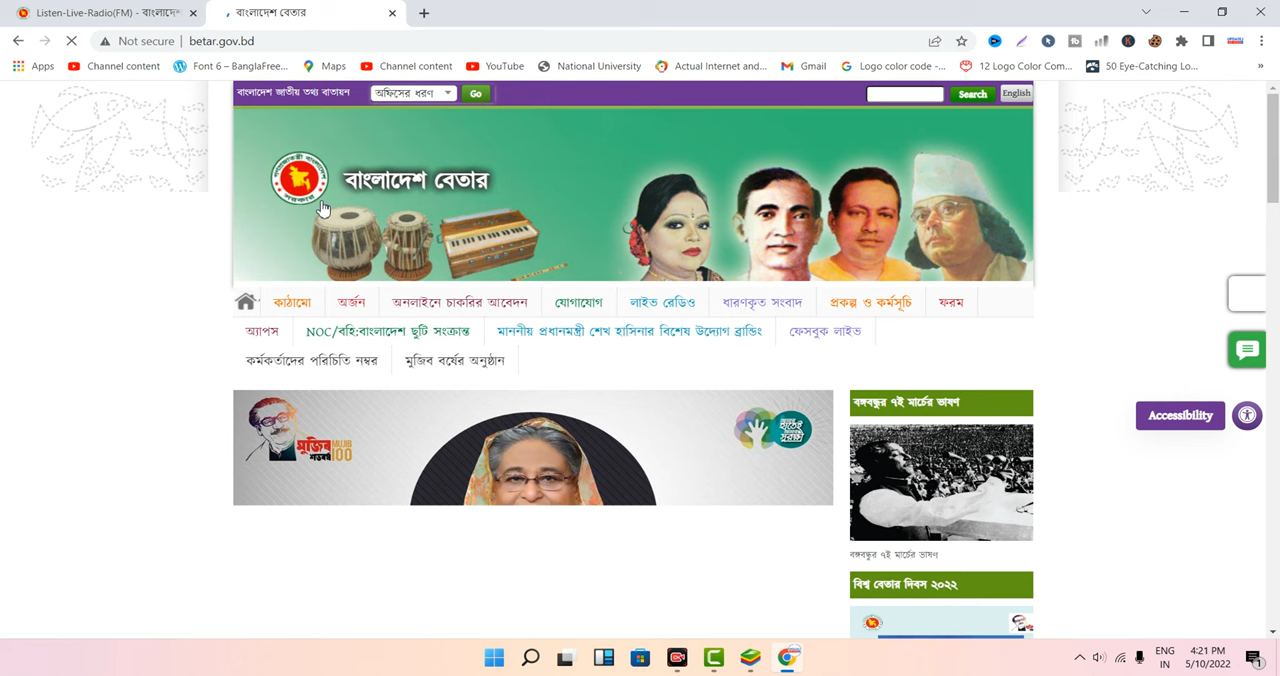 Listen-Live-Radio(FM) - বাংলাদেশ
বাংলাদেশ বেতার
Not secure | betar.gov.bd
Apps
Channel content
Font 6 – BanglaFree...
Maps
Channel content
YouTube
National University
Actual Internet and...
Gmail
Logo color code -...
12 Logo Color Com...
50 Eye-Catching Lo...
»
বাংলাদেশ জাতীয় তথ্য বাতায়ন
অফিসের ধরণ
Go
Search
English
বাংলাদেশ বেতার
কাঠামো
অর্জন
অনলাইনে চাকরির আবেদন
যোগাযোগ
লাইভ রেডিও
ধারণকৃত সংবাদ
প্রকল্প ও কর্মসূচি
ফরম
অ্যাপস
NOC/বহি:বাংলাদেশ ছুটি সংক্রান্ত
মাননীয় প্রধানমন্ত্রী শেখ হাসিনার বিশেষ উদ্যোগ ব্রান্ডিং
ফেসবুক লাইভ
কর্মকর্তাদের পরিচিতি নম্বর
মুজিব বর্ষের অনুষ্ঠান
মুজিব MUJIB
শতবর্ষ 100
বঙ্গবন্ধুর ৭ই মার্চের ভাষণ
Accessibility
বঙ্গবন্ধুর ৭ই মার্চের ভাষণ
বিশ্ব বেতার দিবস ২০২২
ENG
IN
4:21 PM
5/10/2022
1